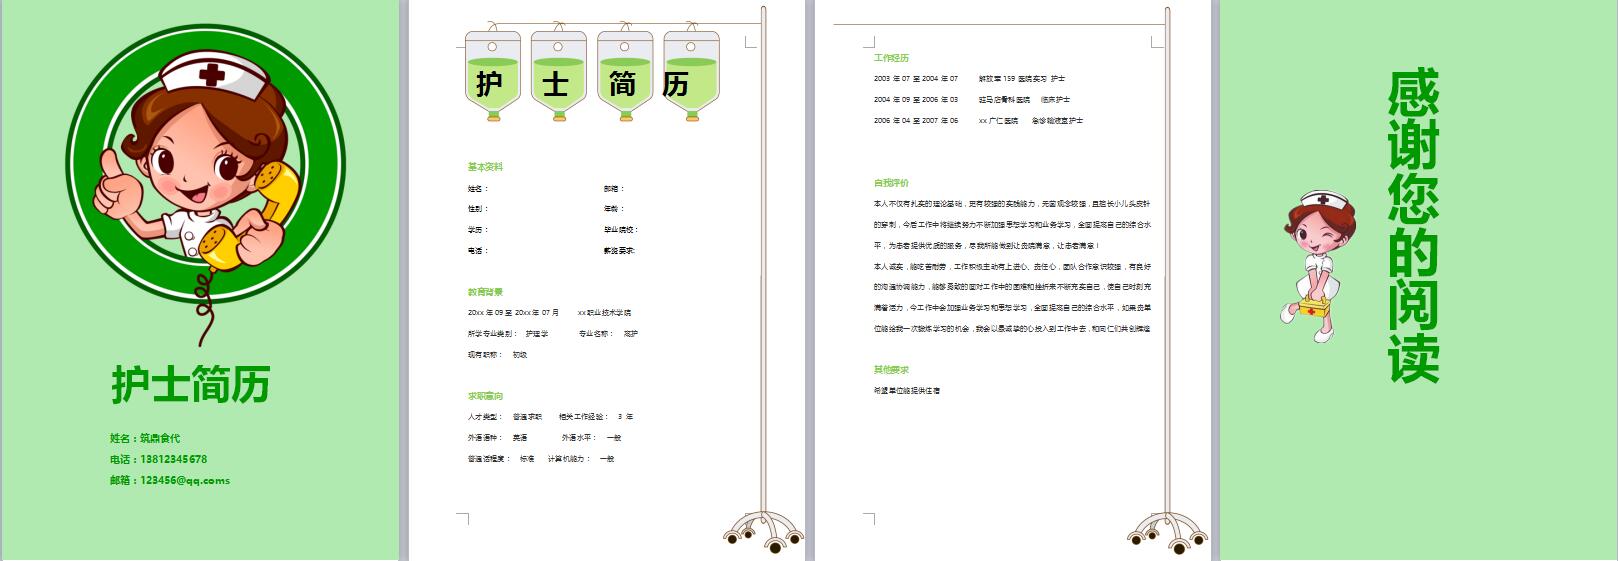 护士简历
姓名：筑鼎食代
电话：13812345678
邮箱：123456@qq.coms
护 士 简 历
基本资料
姓名： 邮箱：
性别： 年龄：
学历： 毕业院校：
电话： 薪资要求:
教育背景
20xx 年 09 至 20xx 年 07 月 xx 职业技术学院
所学专业类别： 护理学 专业名称： 高护
现有职称： 初级
求职意向
人才类型： 普通求职 相关工作经验： 3 年
外语语种： 英语 外语水平： 一般
普通话程度： 标准 计算机能力： 一般
工作经历
2003 年 07 至 2004 年 07 解放军 159 医院实习 护士
2004 年 09 至 2006 年 03 驻马店骨科医院 临床护士
2006 年 04 至 2007 年 06 xx 广仁医院 急诊输液室护士
自我评价
本人不仅有扎实的理论基础，更有较强的实践能力，无菌观念较强，且擅长小儿头皮针
的穿刺，今后工作中将继续努力不断加强思想学习和业务学习，全面提高自己的综合水
平，为患者提供优质的服务，尽我所能做到让贵院满意，让患者满意！
本人诚实，能吃苦耐劳，工作积极主动有上进心、责任心，团队合作意识较强，有良好
的沟通协调能力，能够勇敢的面对工作中的困难和挫折来不断充实自己，使自己时刻充
满着活力，今工作中会加强业务学习和思想学习，全面提高自己的综合水平，如果贵单
位能给我一次锻炼学习的机会，我会以最诚挚的心投入到工作中去，和同仁们共创辉煌
其他要求
希望单位能提供住宿
感谢您的阅读